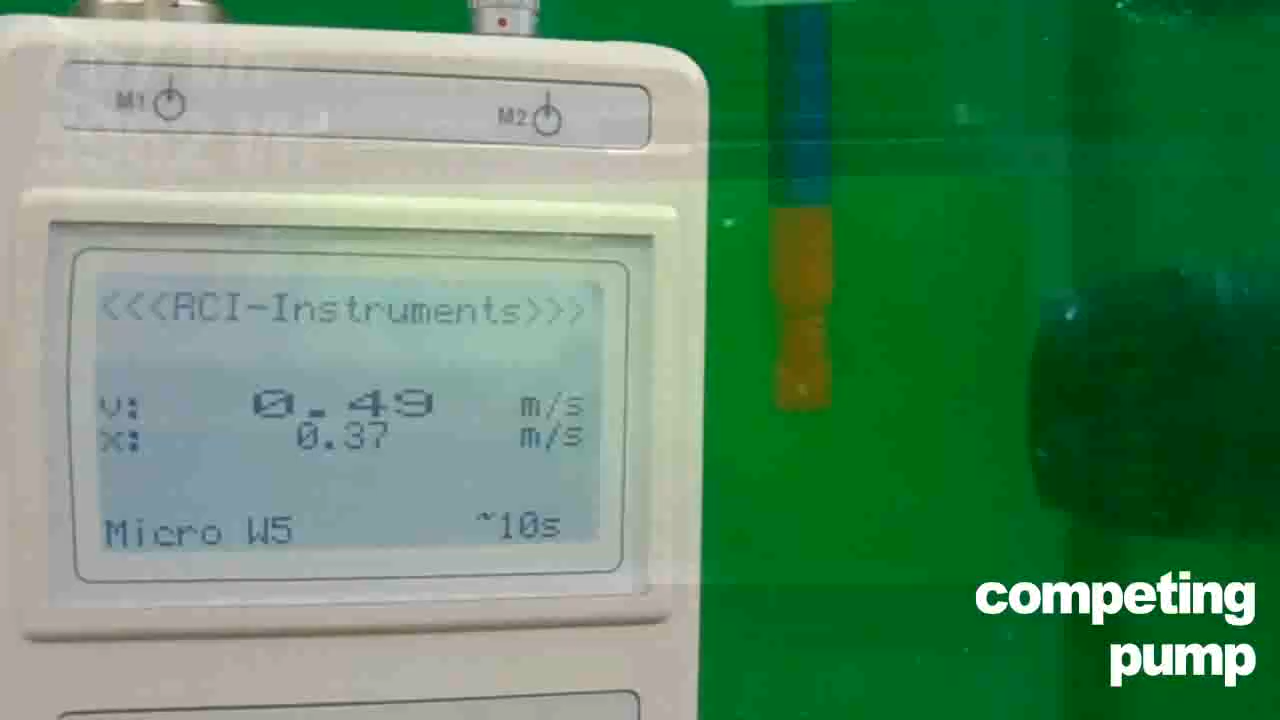 M1
M2
<<<RCI-Instruments>>>
v: 0.49 m/s
x: 0.37 m/s
Micro W5 ~10s
competing
pump